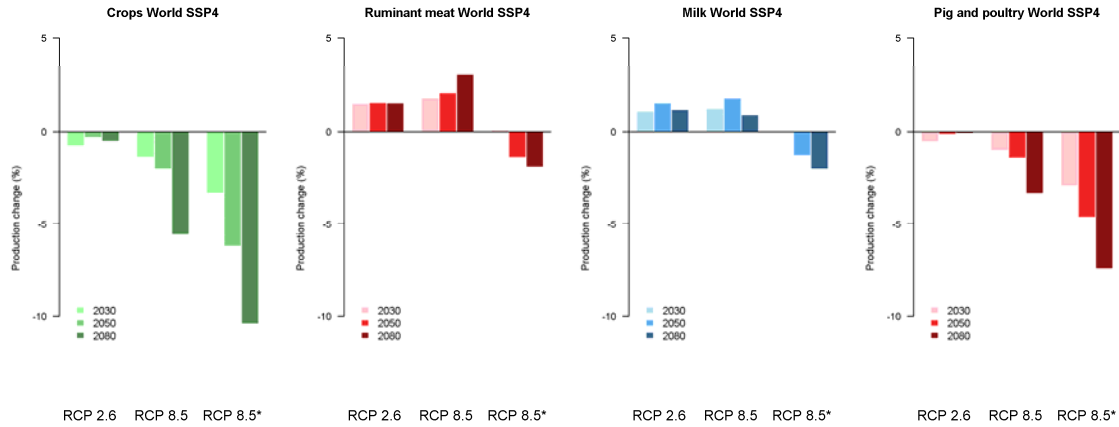 Crops World SSP4
5
0
-5
-10
Production change (%)
2030
2050
2080
RCP 2.6 RCP 8.5 RCP 8.5*
Ruminant meat World SSP4
5
0
-5
-10
Production change (%)
2030
2050
2080
RCP 2.6 RCP 8.5 RCP 8.5*
Milk World SSP4
5
0
-5
-10
Production change (%)
2030
2050
2080
RCP 2.6 RCP 8.5 RCP 8.5*
Pig and poultry World SSP4
5
0
-5
-10
Production change (%)
2030
2050
2080
RCP 2.6 RCP 8.5 RCP 8.5*